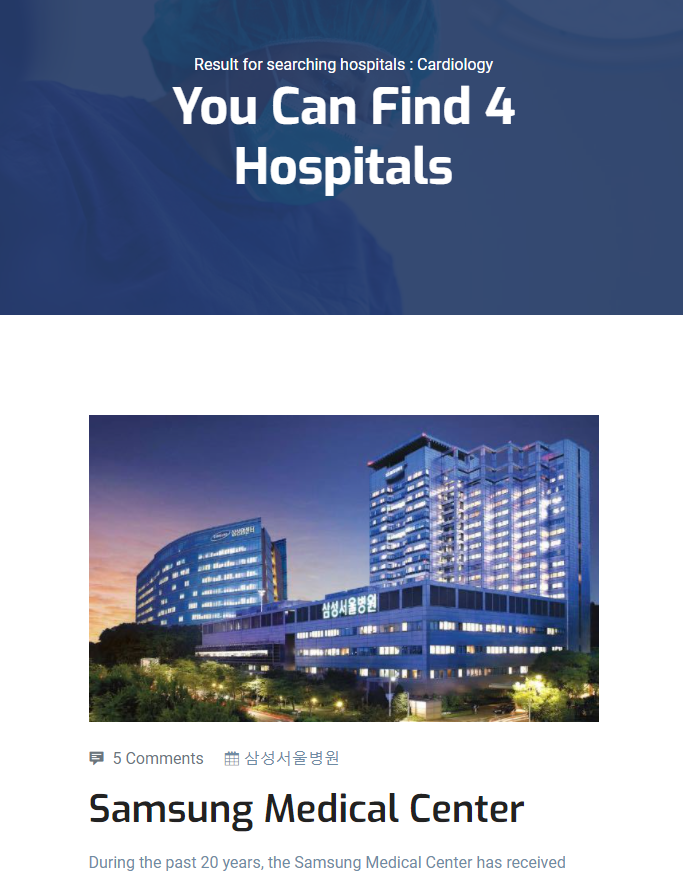 Result for searching hospitals : Cardiology
You Can Find 4
Hospitals
삼성서울병원
5 Comments 삼성서울병원
Samsung Medical Center
During the past 20 years, the Samsung Medical Center has received